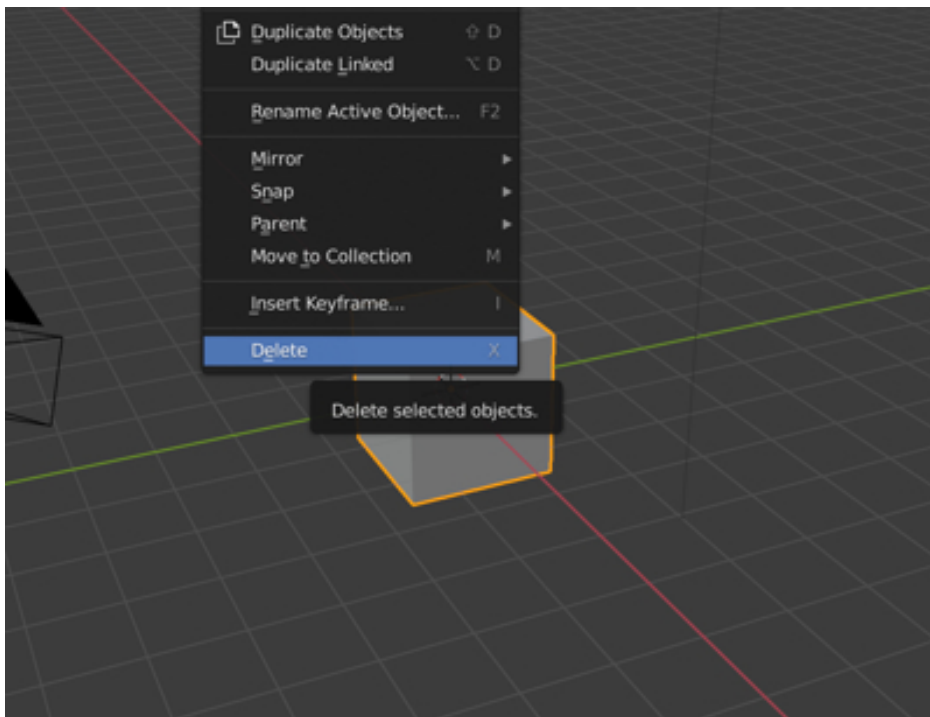 Duplicate Objects ⇧ D
Duplicate Linked ⌥ D
Rename Active Object... F2
Mirror ▶
Snap ▶
Parent ▶
Move to Collection M
Insert Keyframe... I
Delete X
Delete selected objects.